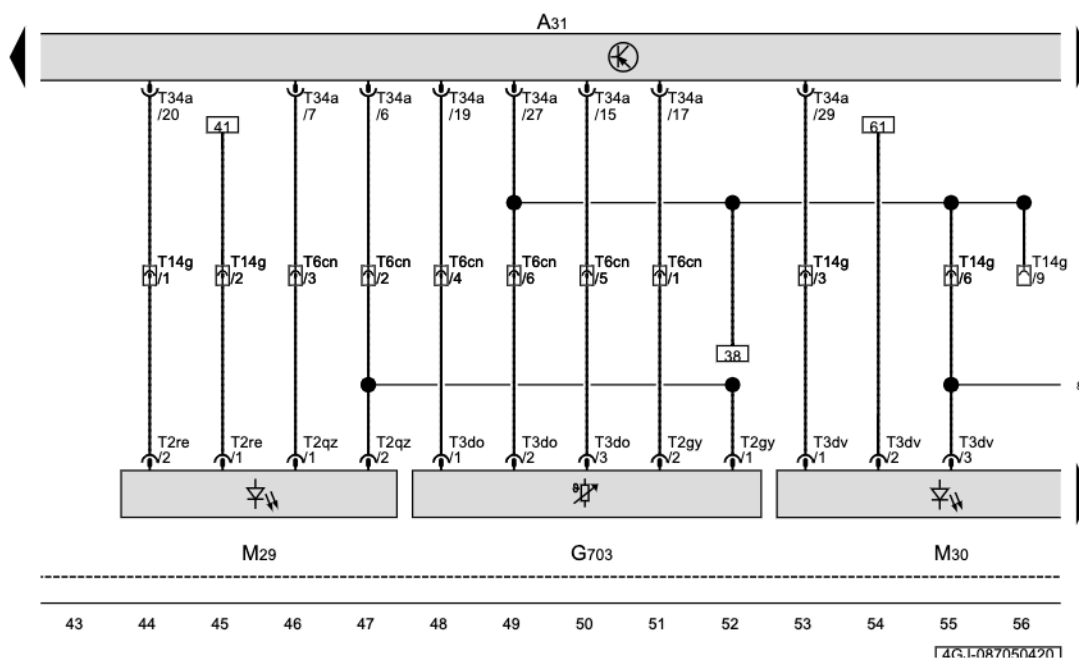 A31
T34a T34a T34a T34a T34a T34a T34a T34a
/20 /7 /6 /19 /27 /15 /17 /29
41 61
T14g T14g T6cn T6cn T6cn T6cn T6cn T6cn T14g T14g T14g
/1 /2 /3 /2 /4 /6 /5 /1 /3 /6 /9
38
T2re T2re T2qz T2qz T3do T3do T3do T2gy T2gy T3dv T3dv T3dv
/2 /1 /1 /2 /1 /2 /3 /2 /1 /1 /2 /3
M29 G703 M30
43 44 45 46 47 48 49 50 51 52 53 54 55 56
4GJ-087050420